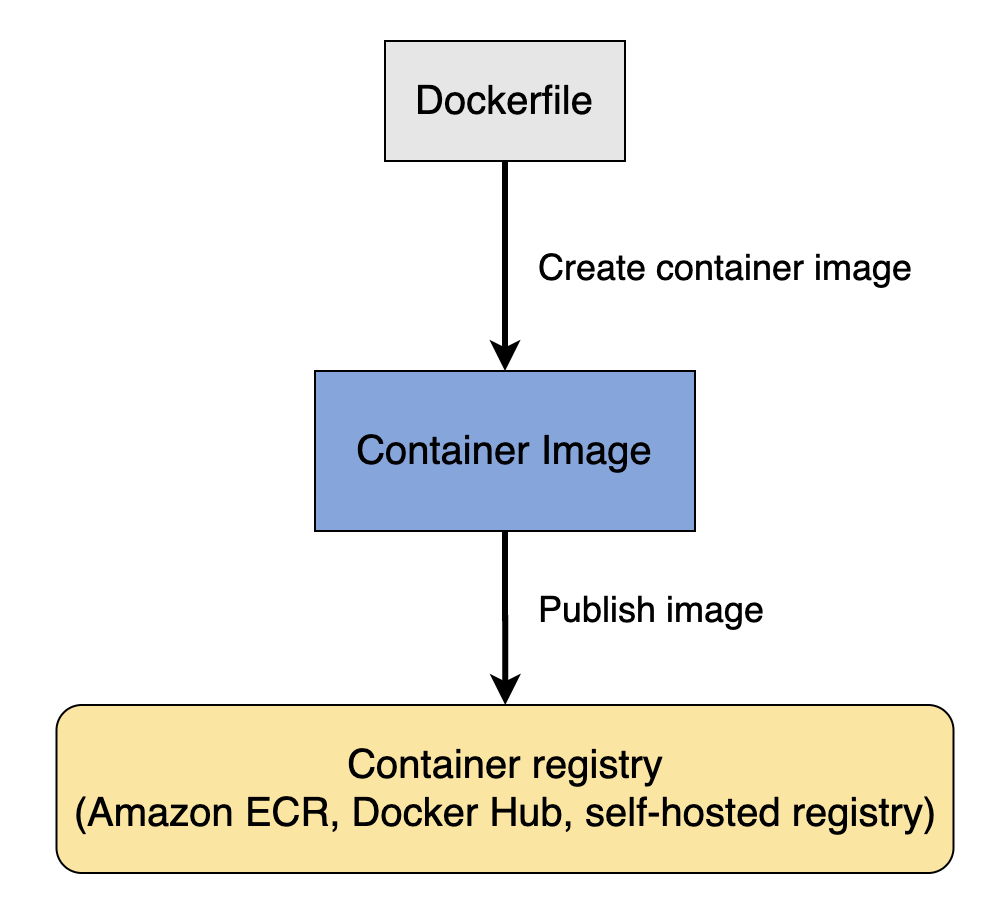 Dockerfile
Create container image
Container Image
Publish image
Container registry
(Amazon ECR, Docker Hub, self-hosted registry)